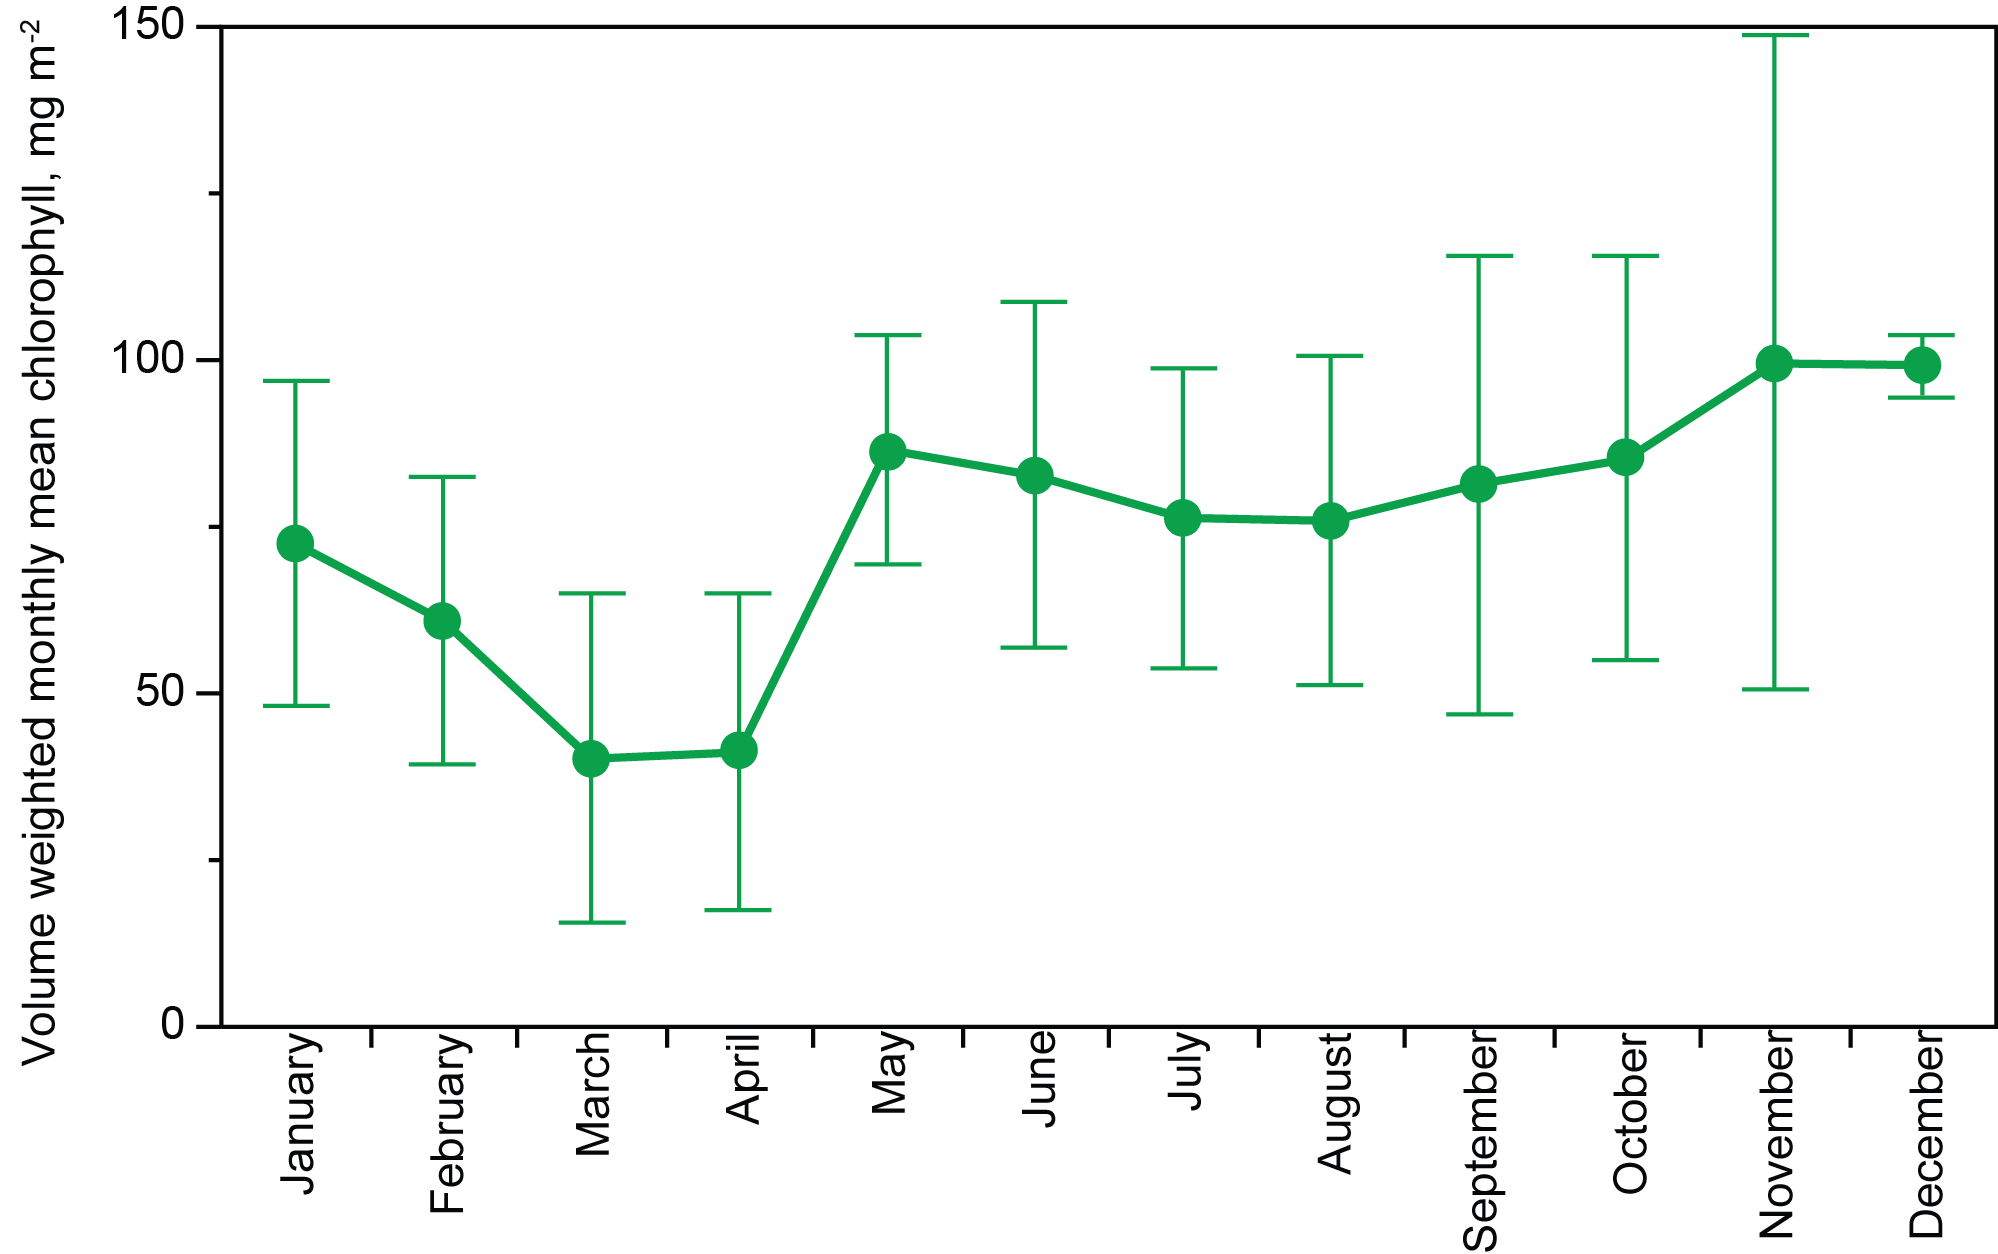 Volume weighted monthly mean chlorophyll, mg m-2
150
100
50
0
January
February
March
April
May
June
July
August
September
October
November
December